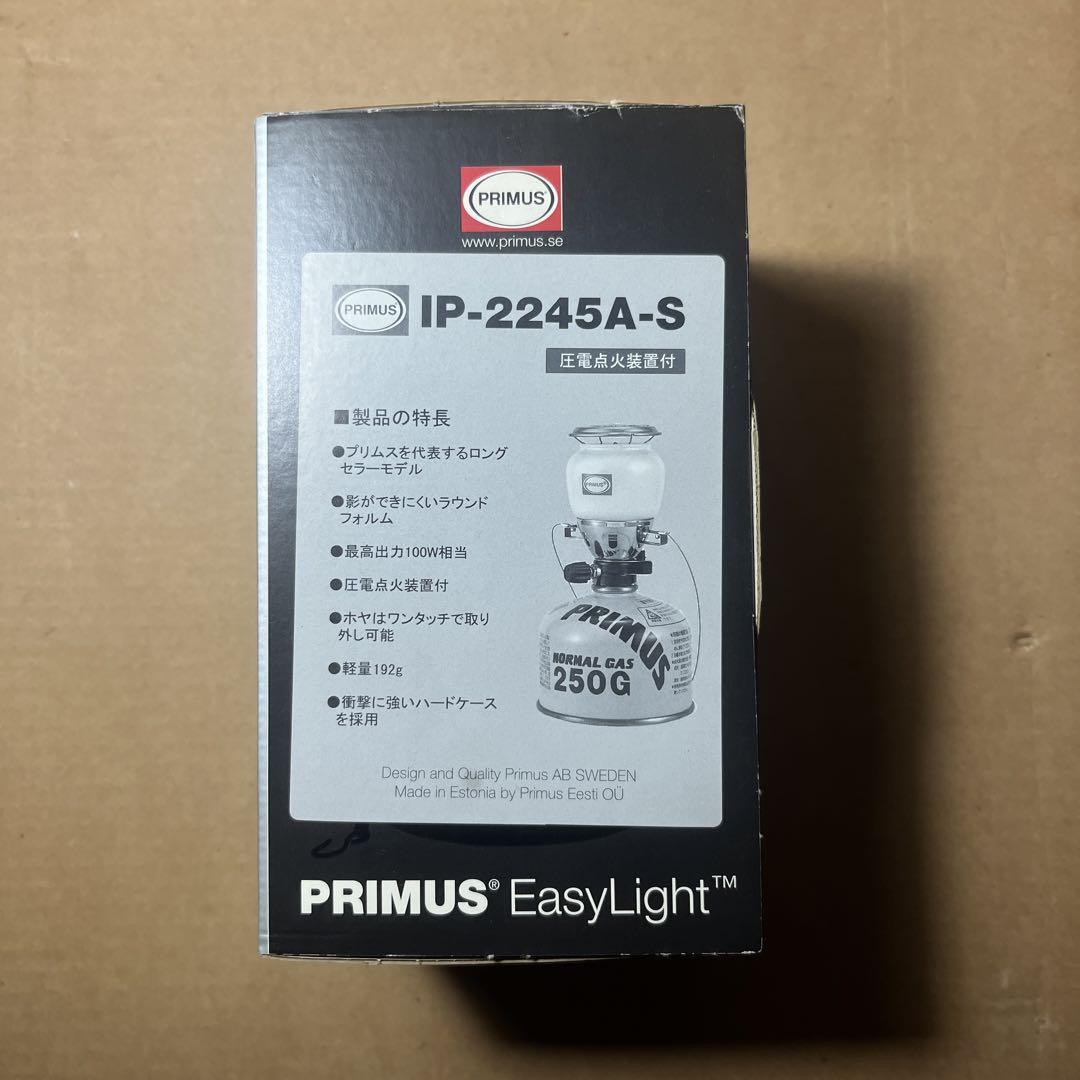 PRIMUS®
www.primus.se
PRIMUS® IP-2245A-S
圧電点火装置付
■製品の特長
●プリムスを代表するロング
セラーモデル
●影ができにくいラウンド
フォルム
●最高出力100W相当
●圧電点火装置付
●ホヤはワンタッチで取り
外し可能
●軽量192g
●衝撃に強いハードケース
を採用
PRIMUS®
PRIMUS
NORMAL GAS
250G
Design and Quality Primus AB SWEDEN
Made in Estonia by Primus Eesti OÜ
PRIMUS® EasyLight™